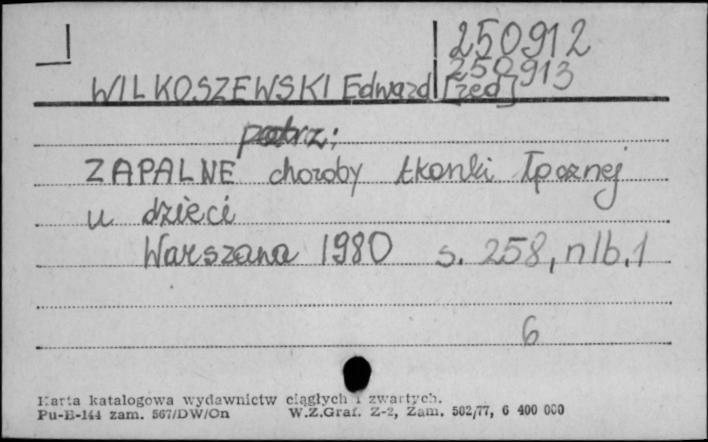 250912
250913
WILKOSZEWSKI Edward [red]
patrz:
ZAPALNE choroby tkanki łącznej
u dzieci
Warszawa 1980 s. 258, nlb. 1
6
Karta katalogowa wydawnictw ciągłych i zwartych.
Pu-B-144 zam. 567/DW/On W.Z.Graf. Z-2, Zam. 502/77, 6 400 000